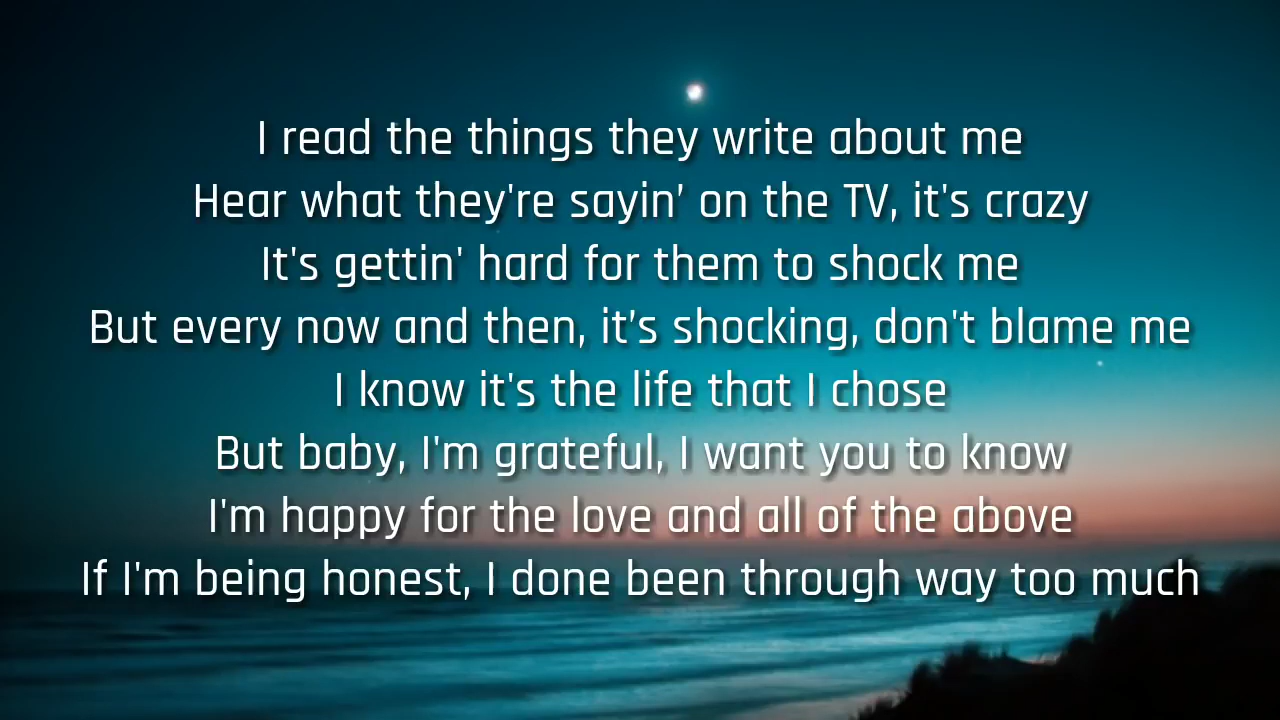 I read the things they write about me
Hear what they're sayin’ on the TV, it's crazy
It's gettin' hard for them to shock me
But every now and then, it’s shocking, don't blame me
I know it's the life that I chose
But baby, I'm grateful, I want you to know
I'm happy for the love and all of the above
If I'm being honest, I done been through way too much